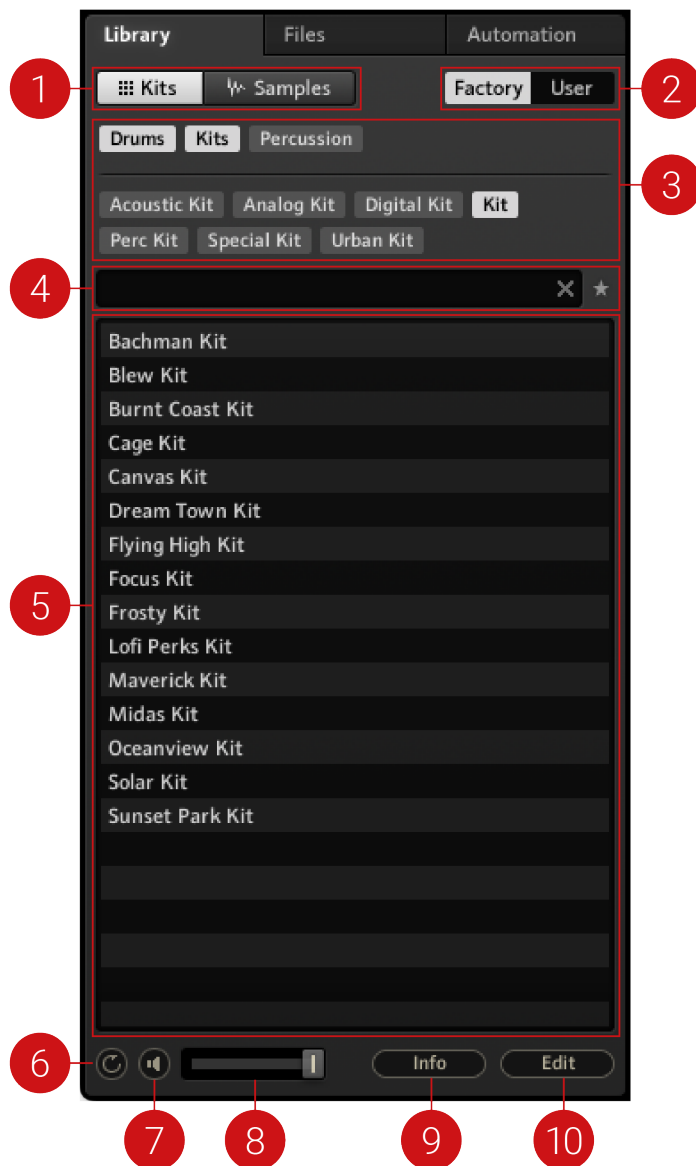 Library Files Automation
1 Kits Samples Factory User 2
Drums Kits Percussion
3
Acoustic Kit Analog Kit Digital Kit Kit
Perc Kit Special Kit Urban Kit
4
Bachman Kit
Blew Kit
Burnt Coast Kit
Cage Kit
Canvas Kit
Dream Town Kit
Flying High Kit
Focus Kit
5
Frosty Kit
Lofi Perks Kit
Maverick Kit
Midas Kit
Oceanview Kit
Solar Kit
Sunset Park Kit
6 Info Edit
7 8 9 10